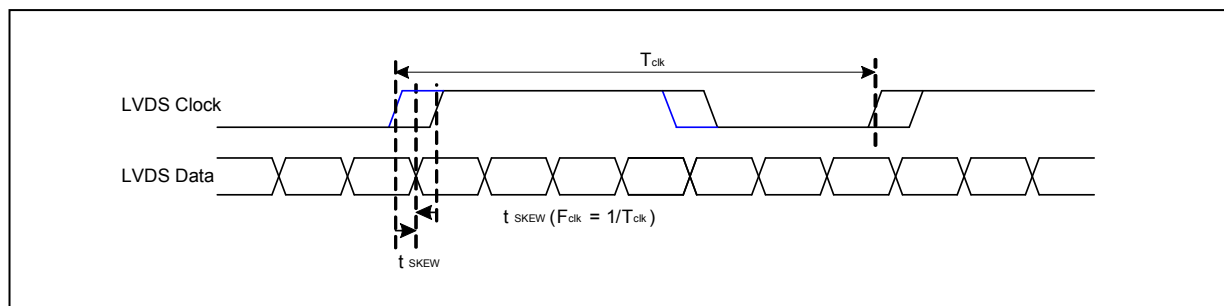 Tclk
LVDS Clock
LVDS Data
t SKEW (Fclk = 1/Tclk)
t SKEW